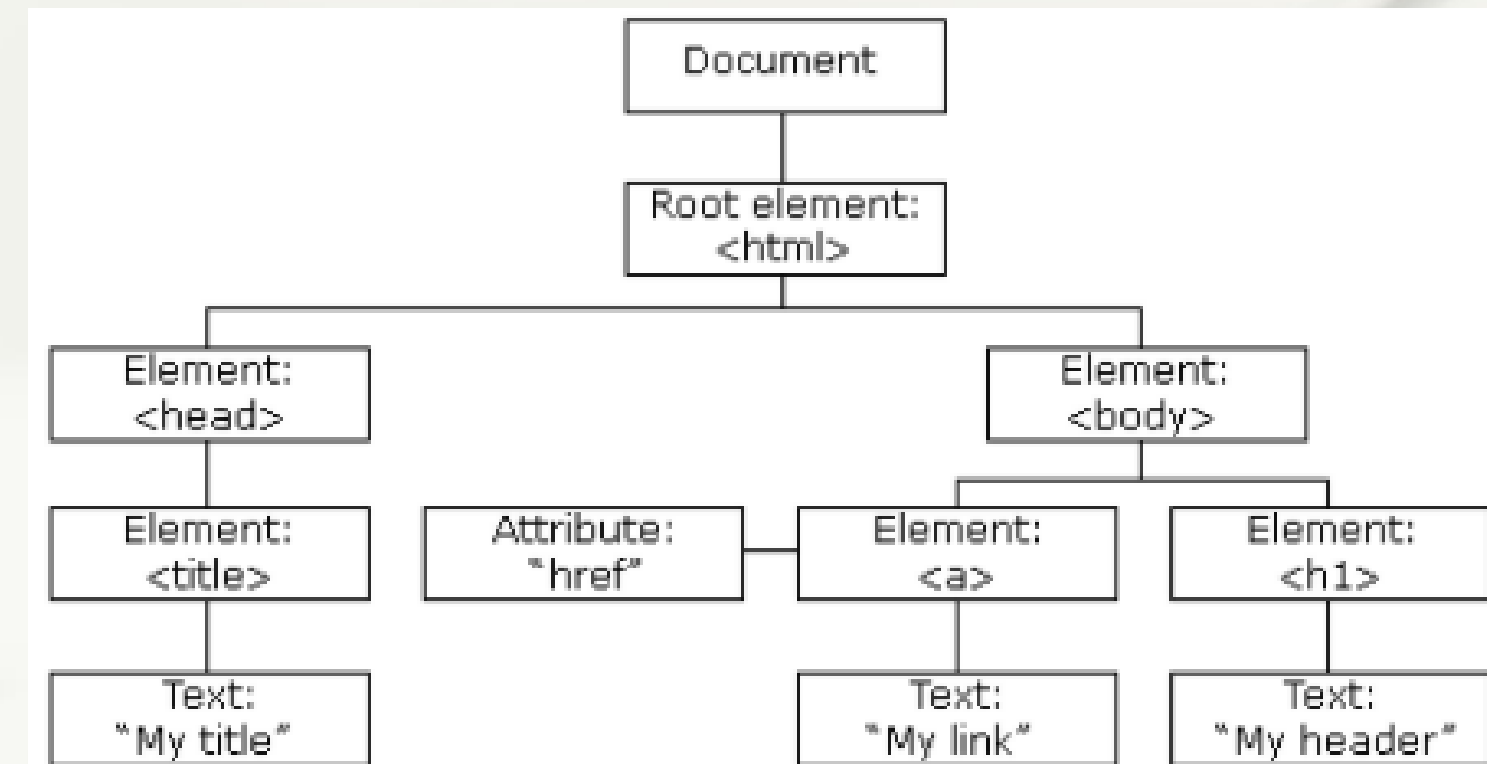 Document
Root element:
<html>
Element:
<head>
Element:
<body>
Element:
<title>
Attribute:
"href"
Element:
<a>
Element:
<h1>
Text:
"My title"
Text:
"My link"
Text:
"My header"